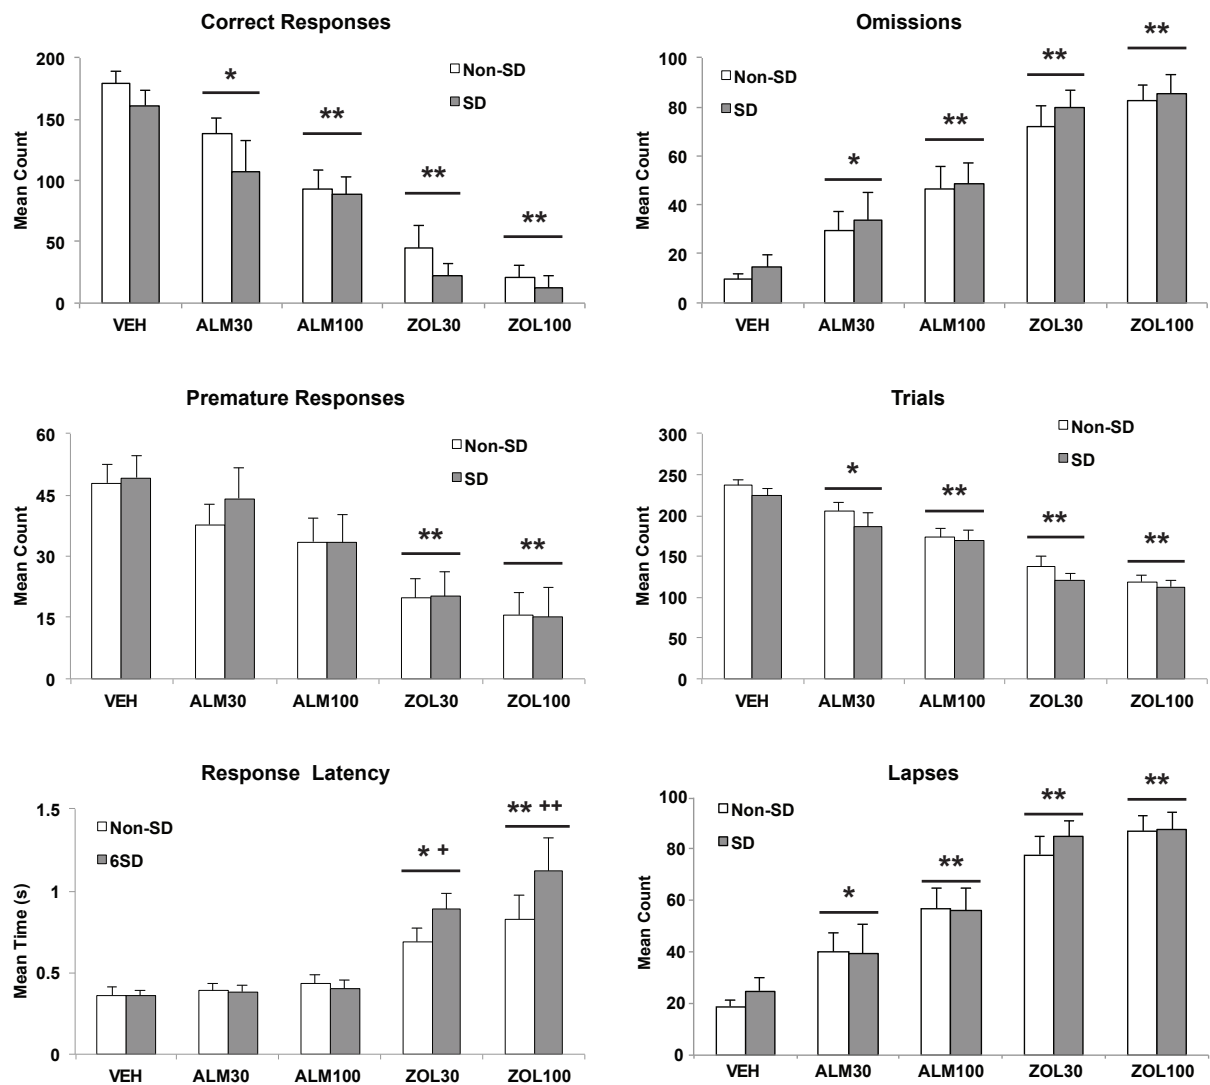 Correct Responses
Mean Count
200
150
100
50
0
Non-SD
SD
*
**
**
**
VEH ALM30 ALM100 ZOL30 ZOL100
Omissions
Mean Count
100
80
60
40
20
0
Non-SD
SD
*
**
**
**
VEH ALM30 ALM100 ZOL30 ZOL100
Premature Responses
Mean Count
60
45
30
15
0
Non-SD
SD
**
**
VEH ALM30 ALM100 ZOL30 ZOL100
Trials
Mean Count
300
250
200
150
100
50
0
Non-SD
SD
*
**
**
**
VEH ALM30 ALM100 ZOL30 ZOL100
Response Latency
Mean Time (s)
1.5
1
0.5
0
Non-SD
6SD
* +
** ++
VEH ALM30 ALM100 ZOL30 ZOL100
Lapses
Mean Count
100
80
60
40
20
0
Non-SD
SD
*
**
**
**
VEH ALM30 ALM100 ZOL30 ZOL100